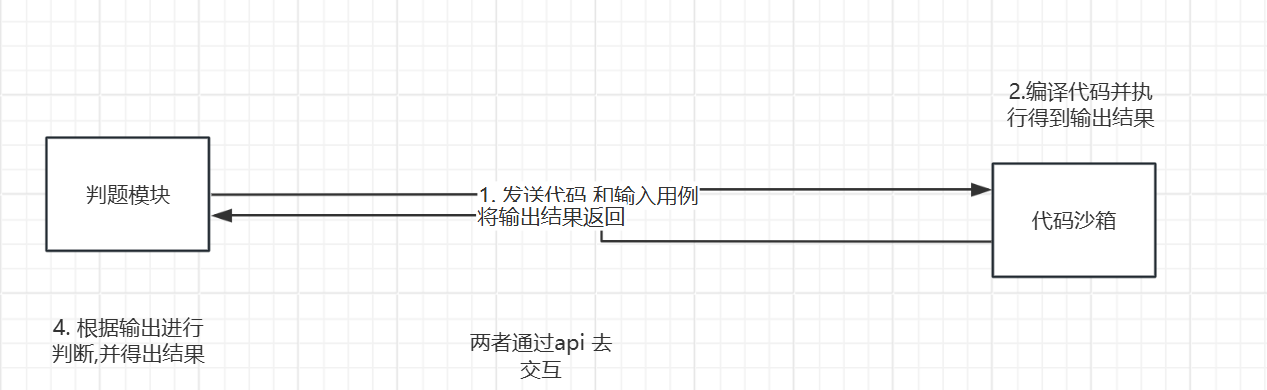 2.编译代码并执
行得到输出结果
判题模块
1. 发送代码 和输入用例
将输出结果返回
代码沙箱
4. 根据输出进行
判断,并得出结果
两者通过api 去
交互